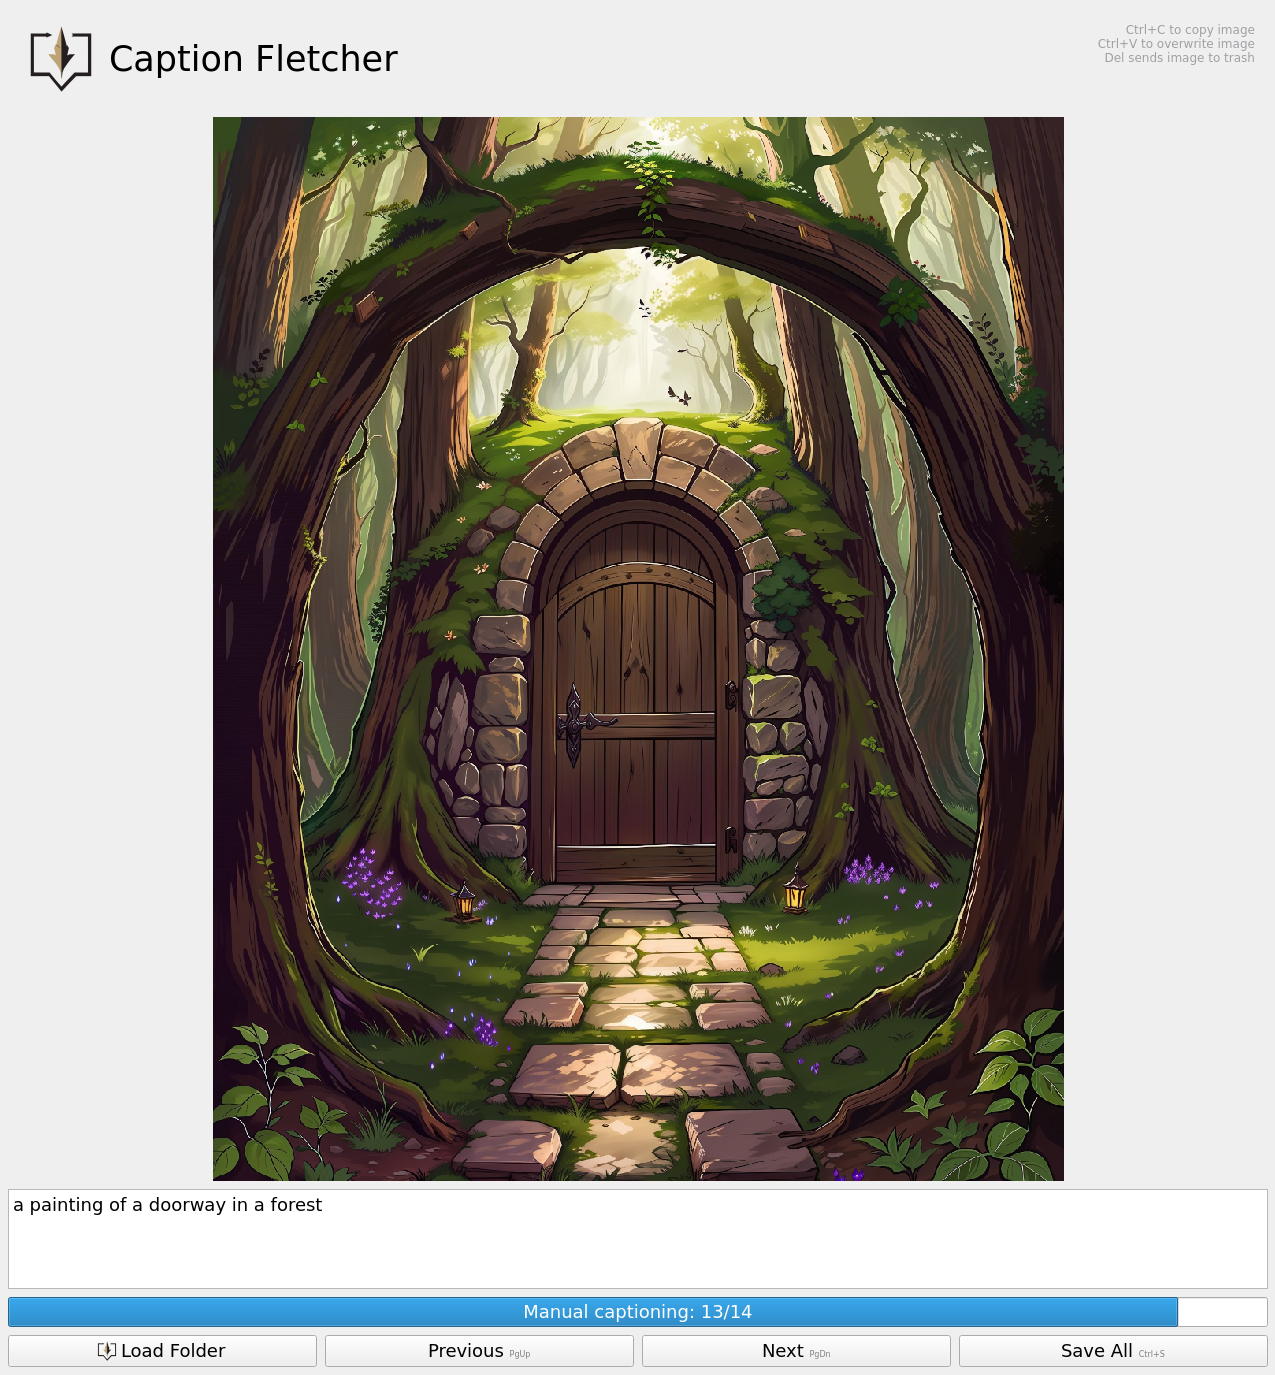 Caption Fletcher
Ctrl+C to copy image
Ctrl+V to overwrite image
Del sends image to trash
a painting of a doorway in a forest
Manual captioning: 13/14
Load Folder
Previous PgUp
Next PgDn
Save All Ctrl+S